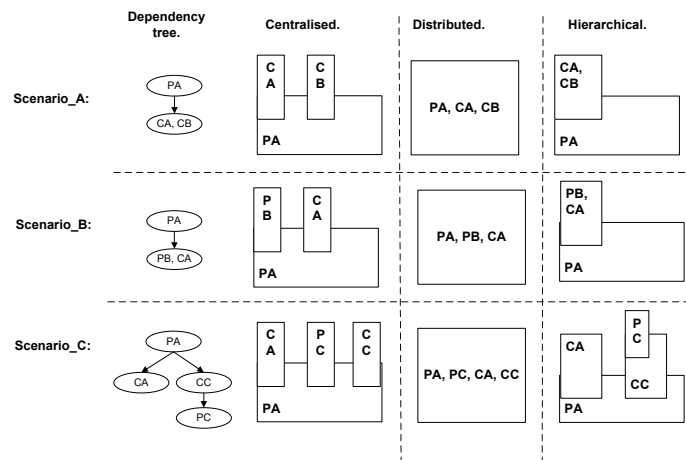 Dependency
tree.
Centralised.
Distributed.
Hierarchical.
Scenario_A:
PA
CA, CB
C
A
C
B
PA
PA, CA, CB
CA,
CB
PA
Scenario_B:
PA
PB, CA
P
B
C
A
PA
PA, PB, CA
PB,
CA
PA
Scenario_C:
PA
CA
CC
PC
C
A
P
C
C
C
PA
PA, PC, CA, CC
CA
P
C
CC
PA